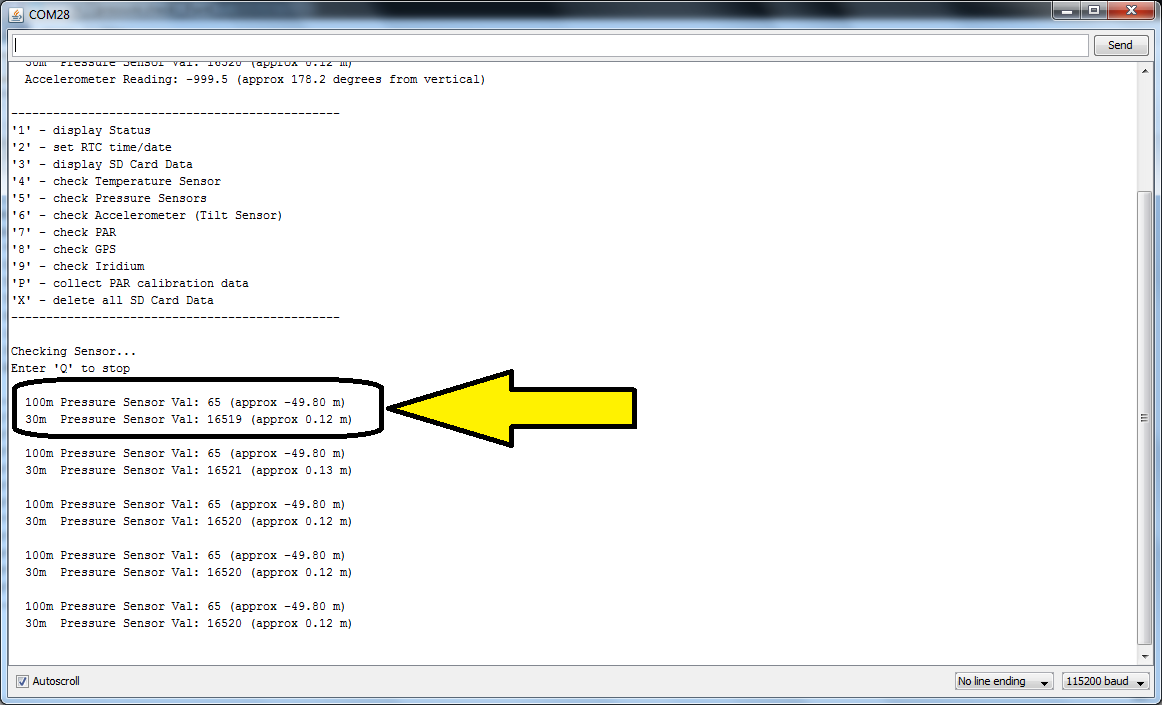 COM28
Send
30m  Pressure Sensor Val: 16520 (approx 0.12 m)
Accelerometer Reading: -999.5 (approx 178.2 degrees from vertical)
-----------------------------------------------
'1' - display Status
'2' - set RTC time/date
'3' - display SD Card Data
'4' - check Temperature Sensor
'5' - check Pressure Sensors
'6' - check Accelerometer (Tilt Sensor)
'7' - check PAR
'8' - check GPS
'9' - check Iridium
'P' - collect PAR calibration data
'X' - delete all SD Card Data
-----------------------------------------------
Checking Sensor...
Enter 'Q' to stop
100m Pressure Sensor Val: 65 (approx -49.80 m)
30m  Pressure Sensor Val: 16519 (approx 0.12 m)
100m Pressure Sensor Val: 65 (approx -49.80 m)
30m  Pressure Sensor Val: 16521 (approx 0.13 m)
100m Pressure Sensor Val: 65 (approx -49.80 m)
30m  Pressure Sensor Val: 16520 (approx 0.12 m)
100m Pressure Sensor Val: 65 (approx -49.80 m)
30m  Pressure Sensor Val: 16520 (approx 0.12 m)
100m Pressure Sensor Val: 65 (approx -49.80 m)
30m  Pressure Sensor Val: 16520 (approx 0.12 m)
Autoscroll
No line ending
115200 baud